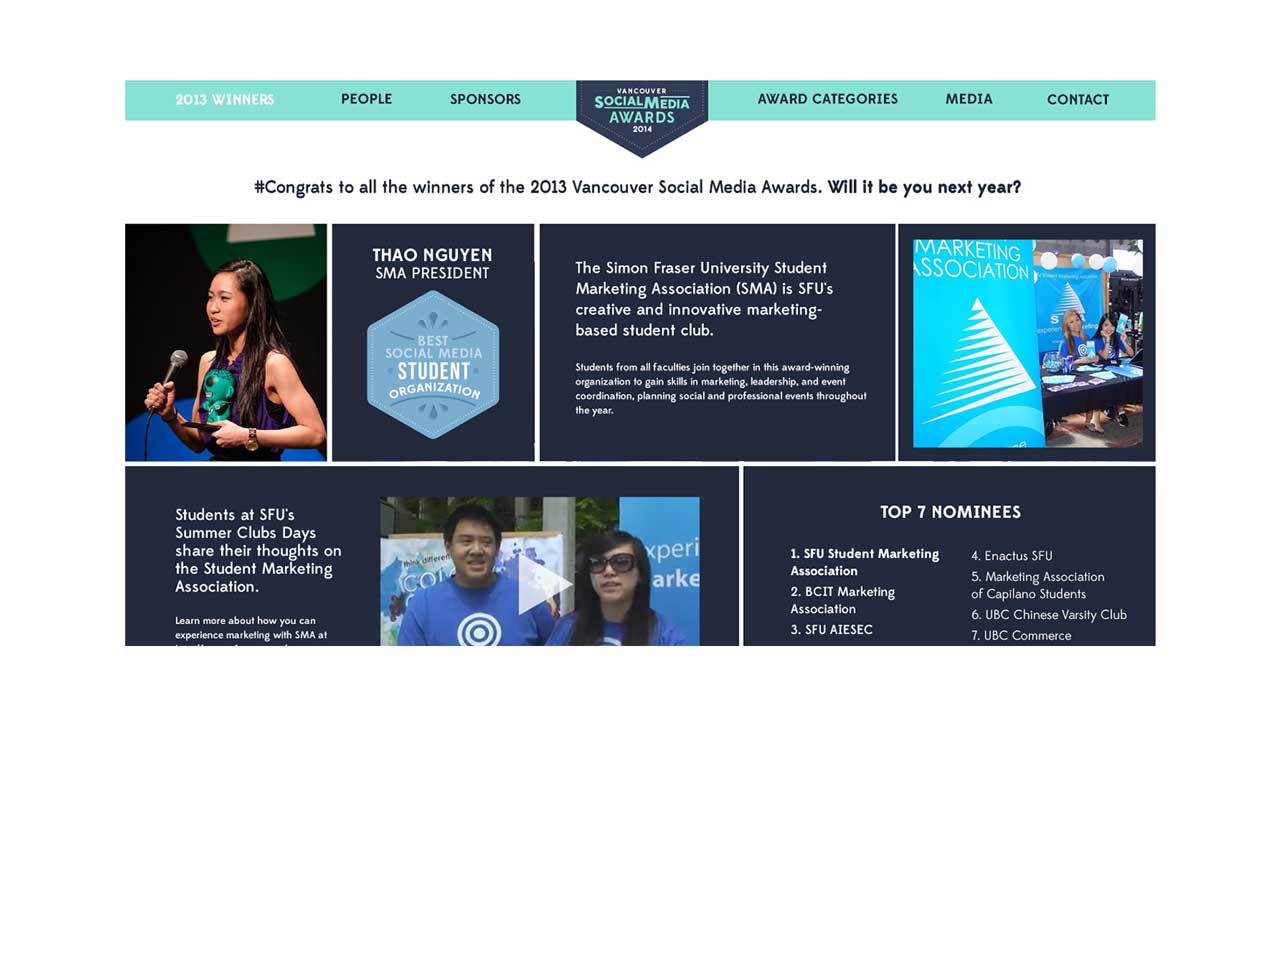 2013 WINNERS PEOPLE SPONSORS
VANCOUVER
SOCIAL MEDIA
AWARDS
2014
AWARD CATEGORIES MEDIA CONTACT
#Congrats to all the winners of the 2013 Vancouver Social Media Awards. Will it be you next year?
THAO NGUYEN
SMA PRESIDENT
BEST
SOCIAL MEDIA
STUDENT
ORGANIZATION
The Simon Fraser University Student
Marketing Association (SMA) is SFU's
creative and innovative marketing-
based student club.
Students from all faculties join together in this award-winning
organization to gain skills in marketing, leadership, and event
coordination, planning social and professional events throughout
the year.
MARKETING
ASSOCIATION
Students at SFU's
Summer Clubs Days
share their thoughts on
the Student Marketing
Association.
Learn more about how you can
experience marketing with SMA at
think different
xperi
arke
TOP 7 NOMINEES
1. SFU Student Marketing
Association
2. BCIT Marketing
Association
3. SFU AIESEC
4. Enactus SFU
5. Marketing Association
of Capilano Students
6. UBC Chinese Varsity Club
7. UBC Commerce